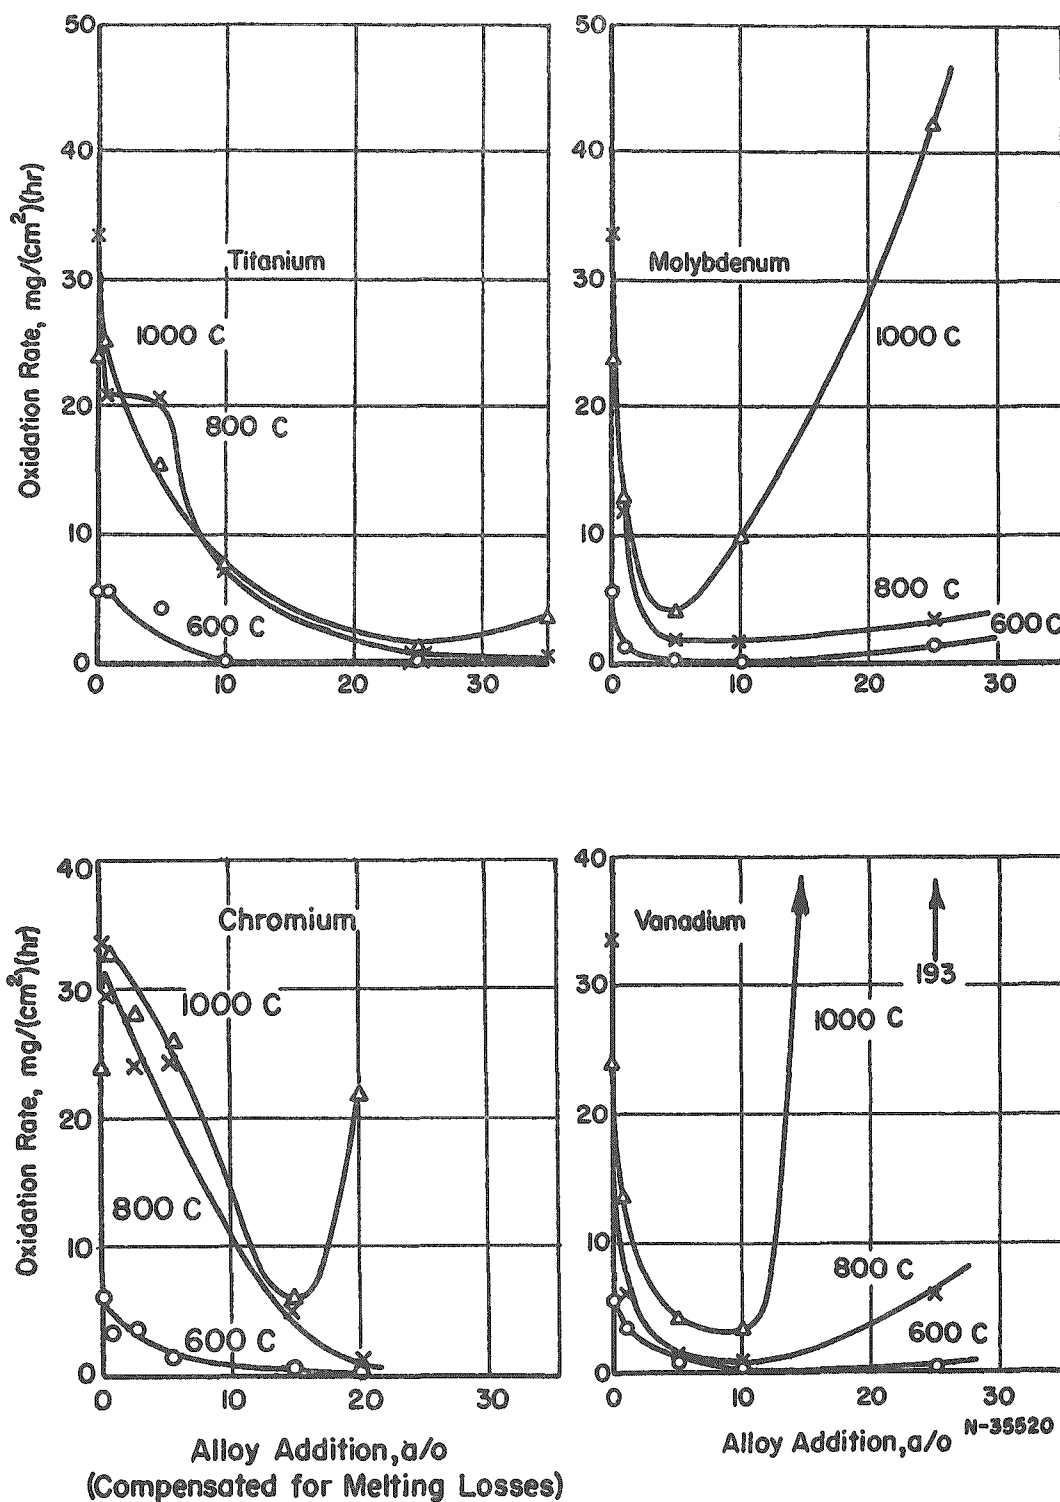 50
40
30
20
10
0
Oxidation Rate, mg/(cm²)(hr)
Titanium
1000 C
800 C
600 C
0 10 20 30
50
40
30
20
10
0
Molybdenum
1000 C
800 C
600 C
0 10 20 30
40
30
20
10
0
Oxidation Rate, mg/(cm²)(hr)
Chromium
1000 C
800 C
600 C
0 10 20 30
Alloy Addition, a/o
(Compensated for Melting Losses)
40
30
20
10
0
Vanadium
193
1000 C
800 C
600 C
0 10 20 30
Alloy Addition, a/o
N-35520